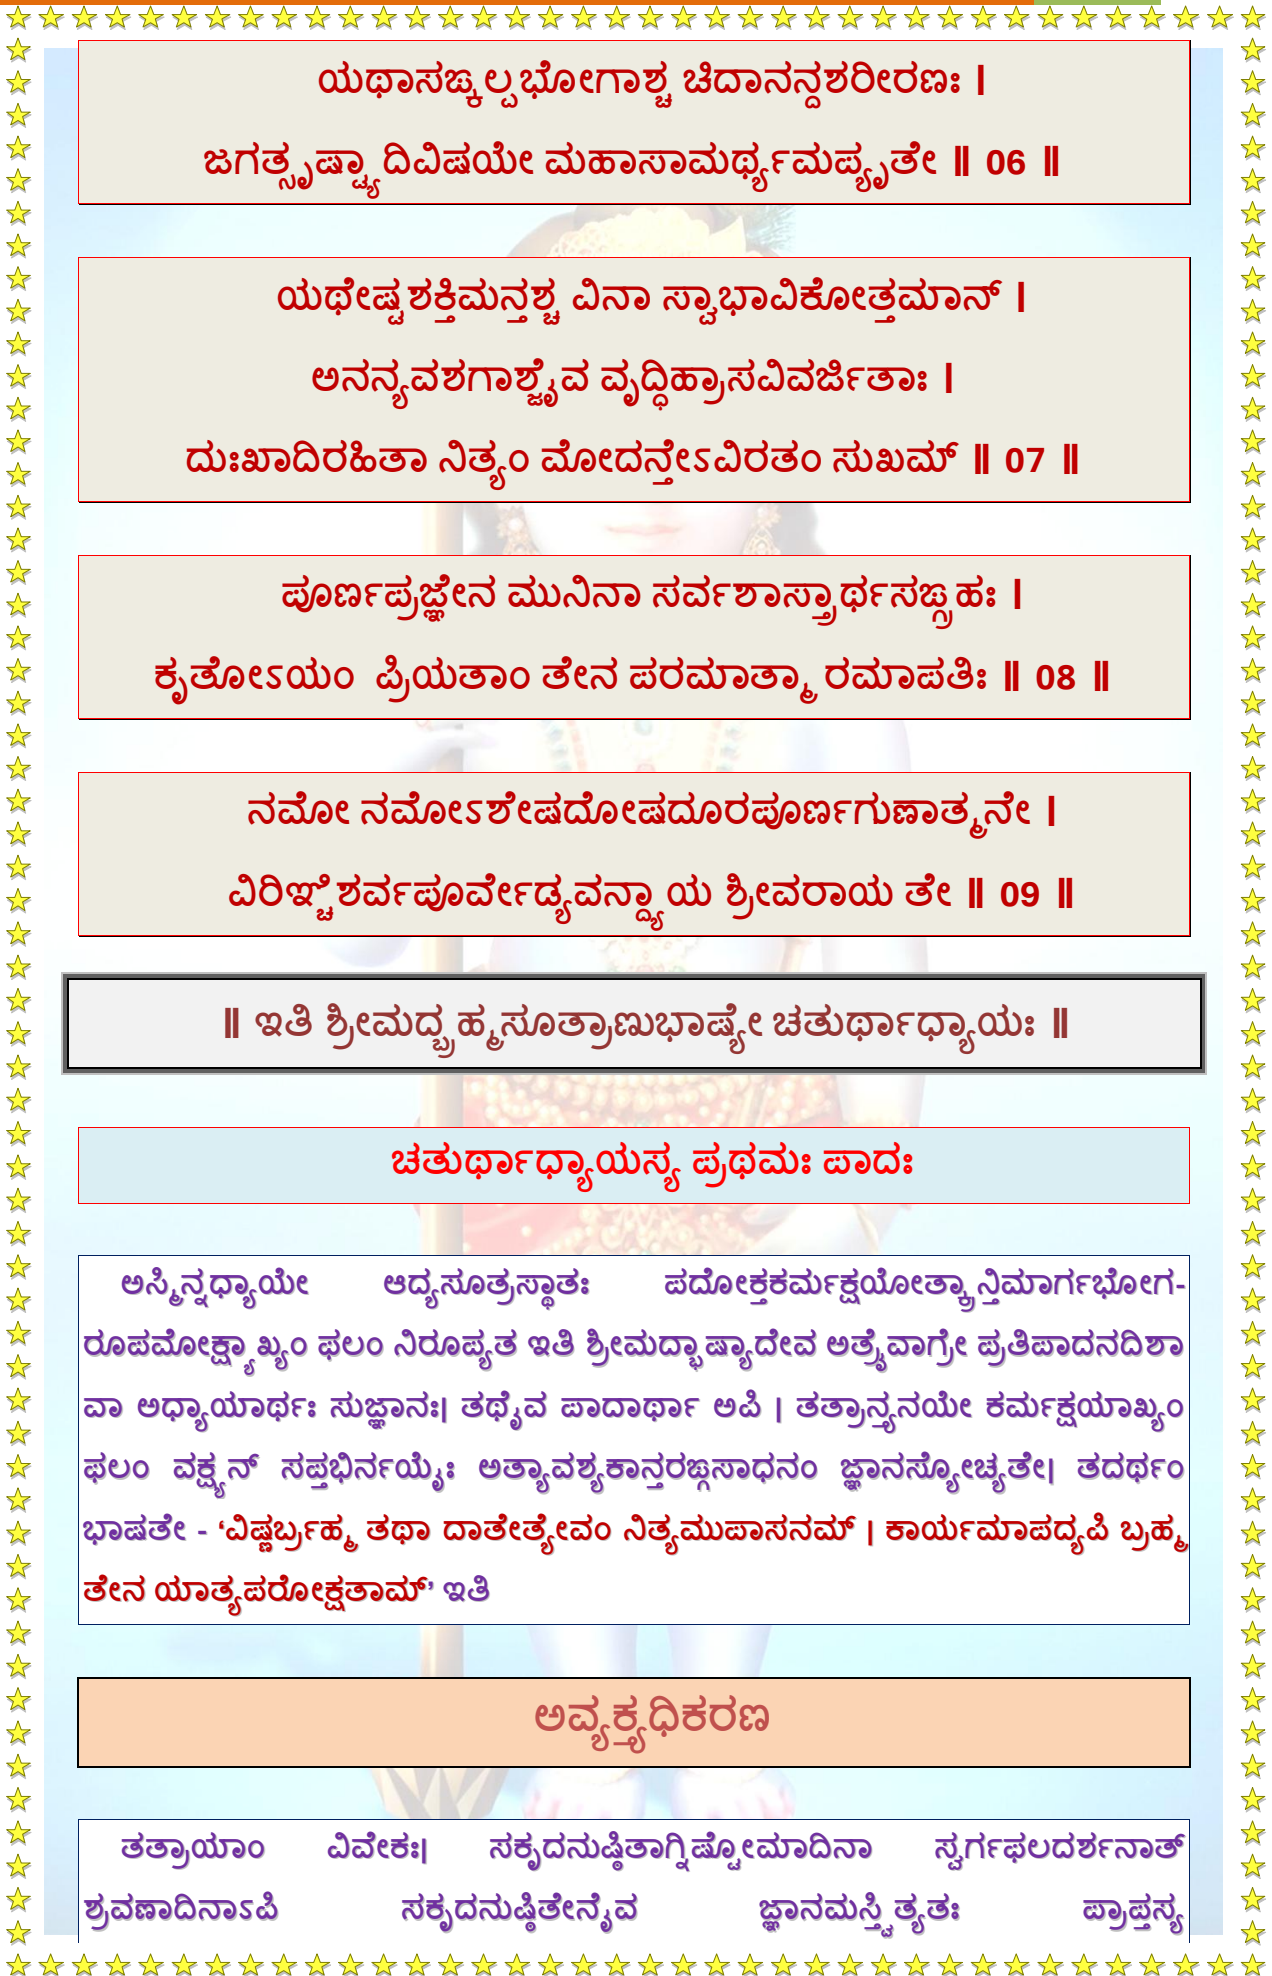 ಯಥಾಸಙ್ಕಲ್ಪಭೋಗಾಶ್ಚ ಚಿದಾನನ್ದಶರೀರಣಃ ।
ಜಗತ್ಸೃಷ್ಟ್ಯಾದಿವಿಷಯೇ ಮಹಾಸಾಮರ್ಥ್ಯಮಪ್ಯೃತೇ ॥ 06 ॥
ಯಥೇಷ್ಟಶಕ್ತಿಮನ್ತಶ್ಚ ವಿನಾ ಸ್ವಾಭಾವಿಕೋತ್ತಮಾನ್ ।
ಅನನ್ಯವಶಗಾಶ್ಚೈವ ವೃದ್ಧಿಹ್ರಾಸವಿವರ್ಜಿತಾಃ ।
ದುಃಖಾದಿರಹಿತಾ ನಿತ್ಯಂ ಮೋದನ್ತೇಽವಿರತಂ ಸುಖಮ್ ॥ 07 ॥
ಪೂರ್ಣಪ್ರಜ್ಞೇನ ಮುನಿನಾ ಸರ್ವಶಾಸ್ತ್ರಾರ್ಥಸಙ್ಗ್ರಹಃ ।
ಕೃತೋಽಯಂ ಪ್ರಿಯತಾಂ ತೇನ ಪರಮಾತ್ಮಾ ರಮಾಪತಿಃ ॥ 08 ॥
ನಮೋ ನಮೋಽಶೇಷದೋಷದೂರಪೂರ್ಣಗುಣಾತ್ಮನೇ ।
ವಿರಿಞ್ಚಿಶರ್ವಪೂರ್ವೇಡ್ಯವನ್ದ್ಯಾಯ ಶ್ರೀವರಾಯ ತೇ ॥ 09 ॥
॥ ಇತಿ ಶ್ರೀಮದ್ಬ್ರಹ್ಮಸೂತ್ರಾಣುಭಾಷ್ಯೇ ಚತುರ್ಥಾಧ್ಯಾಯಃ ॥
ಚತುರ್ಥಾಧ್ಯಾಯಸ್ಯ ಪ್ರಥಮಃ ಪಾದಃ
ಅಸ್ಮಿನ್ನಧ್ಯಾಯೇ ಆದ್ಯಸೂತ್ರಸ್ಥಾತಃ ಪದೋಕ್ತಕರ್ಮಕ್ಷಯೋತ್ಕ್ರಾನ್ತಿಮಾರ್ಗಭೋಗ-
ರೂಪಮೋಕ್ಷ್ಯಾಖ್ಯಂ ಫಲಂ ನಿರೂಪ್ಯತ ಇತಿ ಶ್ರೀಮದ್ಭಾಷ್ಯಾದೇವ ಅತ್ರೈವಾಗ್ರೇ ಪ್ರತಿಪಾದನದಿಶಾ
ವಾ ಅಧ್ಯಾಯಾರ್ಥಃ ಸುಜ್ಞಾನಃ| ತಥೈವ ಪಾದಾರ್ಥಾ ಅಪಿ | ತತ್ರಾನ್ತ್ಯನಯೇ ಕರ್ಮಕ್ಷಯಾಖ್ಯಂ
ಫಲಂ ವಕ್ಷ್ಯನ್ ಸಪ್ತಭಿರ್ನಯೈಃ ಅತ್ಯಾವಶ್ಯಕಾನ್ತರಙ್ಗಸಾಧನಂ ಜ್ಞಾನಸ್ಯೋಚ್ಯತೇ| ತದರ್ಥಂ
ಭಾಷತೇ - ‘ವಿಷ್ಣುರ್ಬ್ರಹ್ಮ ತಥಾ ದಾತೇತ್ಯೇವಂ ನಿತ್ಯಮುಪಾಸನಮ್ | ಕಾರ್ಯಮಾಪದ್ಯಪಿ ಬ್ರಹ್ಮ
ತೇನ ಯಾತ್ಯಪರೋಕ್ಷತಾಮ್’ ಇತಿ
ಅವ್ಯಕ್ತ್ಯಧಿಕರಣ
ತತ್ರಾಯಾಂ ವಿವೇಕಃ| ಸಕೃದನುಷ್ಠಿತಾಗ್ನಿಷ್ಟೋಮಾದಿನಾ ಸ್ವರ್ಗಫಲದರ್ಶನಾತ್
ಶ್ರವಣಾದಿನಾಽಪಿ ಸಕೃದನುಷ್ಠಿತೇನೈವ ಜ್ಞಾನಮಸ್ತ್ವಿತ್ಯತಃ ಪ್ರಾಪ್ತಸ್ಯ